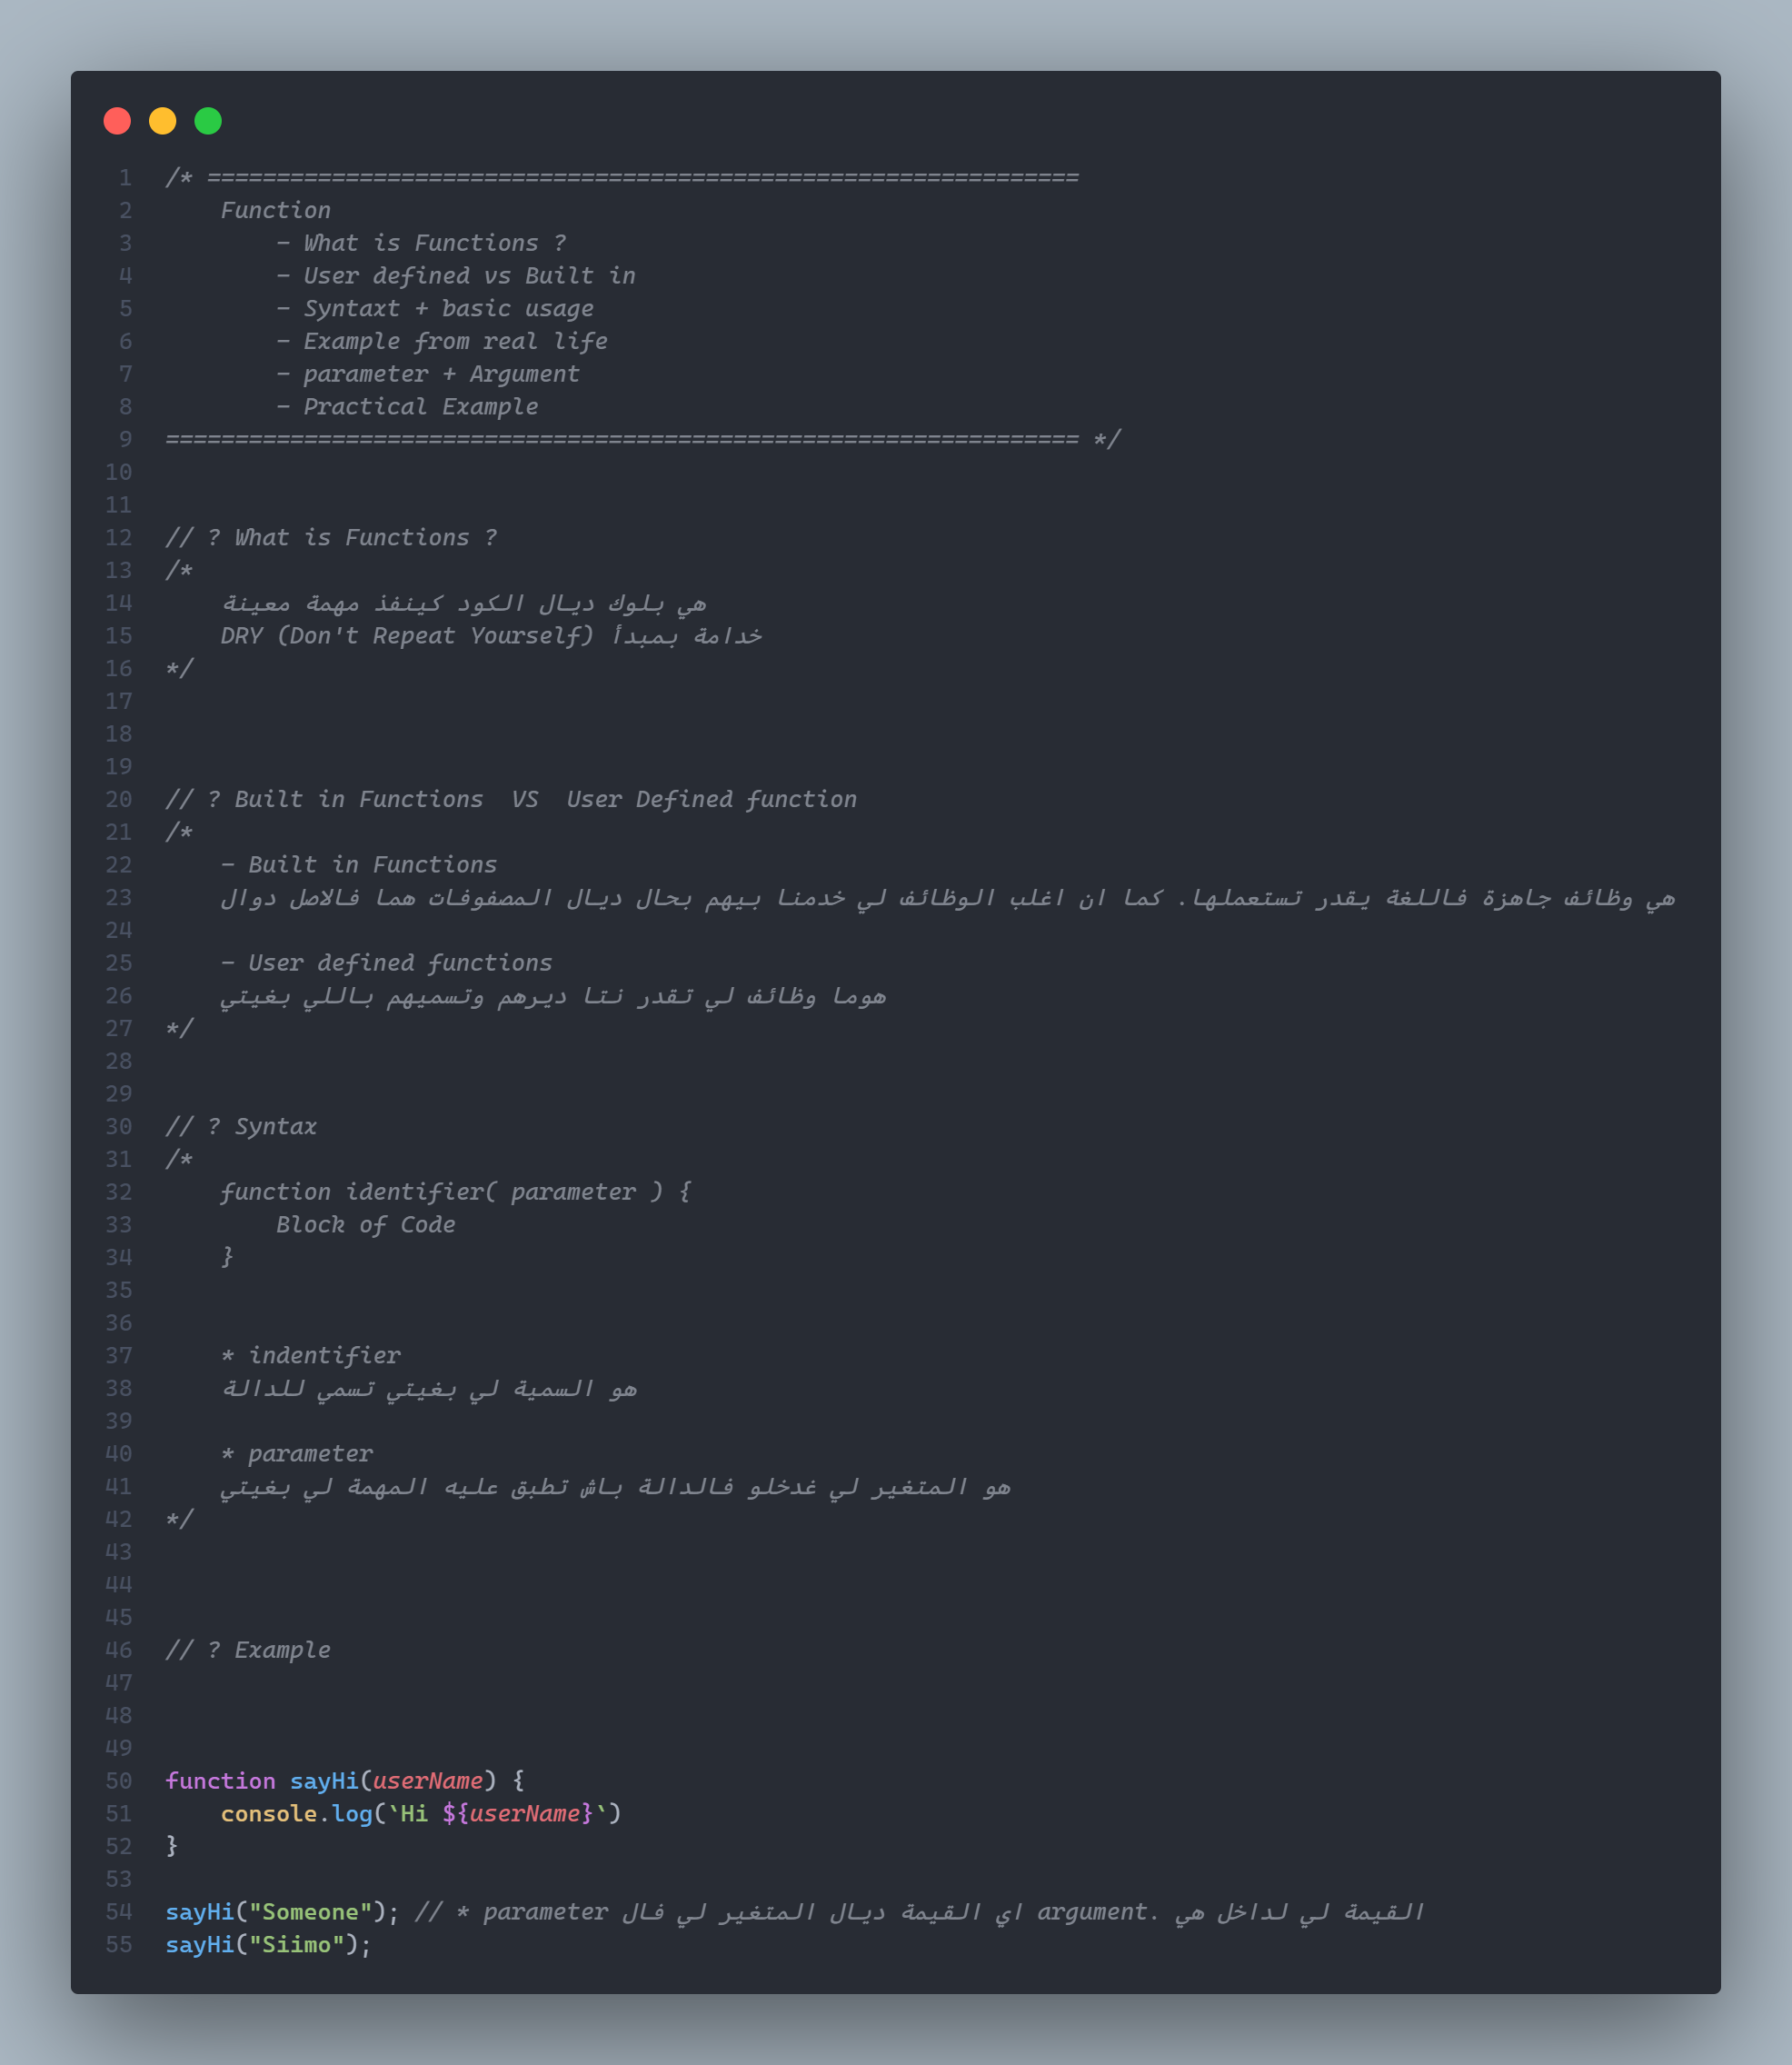 1 /* ===============================================================
2 Function
3 - What is Functions ?
4 - User defined vs Built in
5 - Syntaxt + basic usage
6 - Example from real life
7 - parameter + Argument
8 - Practical Example
9 ================================================================== */
10
11
12 // ? What is Functions ?
13 /*
14 هي بلوك ديال الكود كينفذ مهمة معينة
15 خدامة بمبدأ DRY (Don't Repeat Yourself)
16 */
17
18
19
20 // ? Built in Functions  VS  User Defined function
21 /*
22 - Built in Functions
23 هي وظائف جاهزة فاللغة يقدر تستعملها. كما ان اغلب الوظائف لي خدمنا بيهم بحال ديال المصفوفات هما فالاصل دوال
24
25 - User defined functions
26 هوما وظائف لي تقدر نتا ديرهم وتسميهم باللي بغيتي
27 */
28
29
30 // ? Syntax
31 /*
32 function identifier( parameter ) {
33 Block of Code
34 }
35
36
37 * indentifier
38 هو السمية لي بغيتي تسمي للدالة
39
40 * parameter
41 هو المتغير لي غدخلو فالدالة باش تطبق عليه المهمة لي بغيتي
42 */
43
44
45
46 // ? Example
47
48
49
50 function sayHi(userName) {
51 console.log(`Hi ${userName}`)
52 }
53
54 sayHi("Someone"); // * القيمة لي لداخل هي argument. اي القيمة ديال المتغير لي فال parameter
55 sayHi("Siimo");